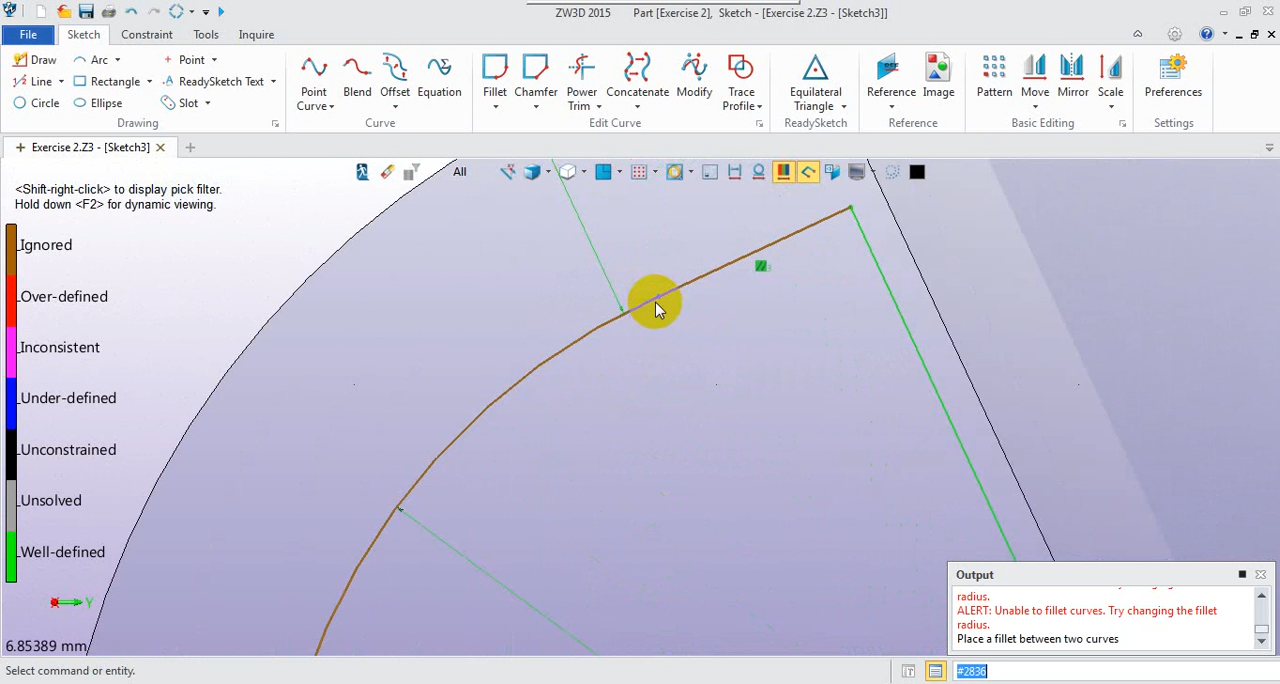 ZW3D 2015 Part [Exercise 2], Sketch - [Exercise 2.Z3 - [Sketch3]]
File Sketch Constraint Tools Inquire
Draw Arc Point
Line Rectangle ReadySketch Text
Circle Ellipse Slot
Drawing
Point Curve
Blend
Offset
Equation
Curve
Fillet
Chamfer
Power Trim
Concatenate
Modify
Trace Profile
Edit Curve
Equilateral Triangle
ReadySketch
Reference
REF
Image
Reference
Pattern
Move
Mirror
Scale
Basic Editing
Preferences
Settings
Exercise 2.Z3 - [Sketch3]
All
<Shift-right-click> to display pick filter.
Hold down <F2> for dynamic viewing.
Ignored
Over-defined
Inconsistent
Under-defined
Unconstrained
Unsolved
Well-defined
Y
6.85389 mm
Output
radius.
ALERT: Unable to fillet curves. Try changing the fillet
radius.
Place a fillet between two curves
Select command or entity.
#2836